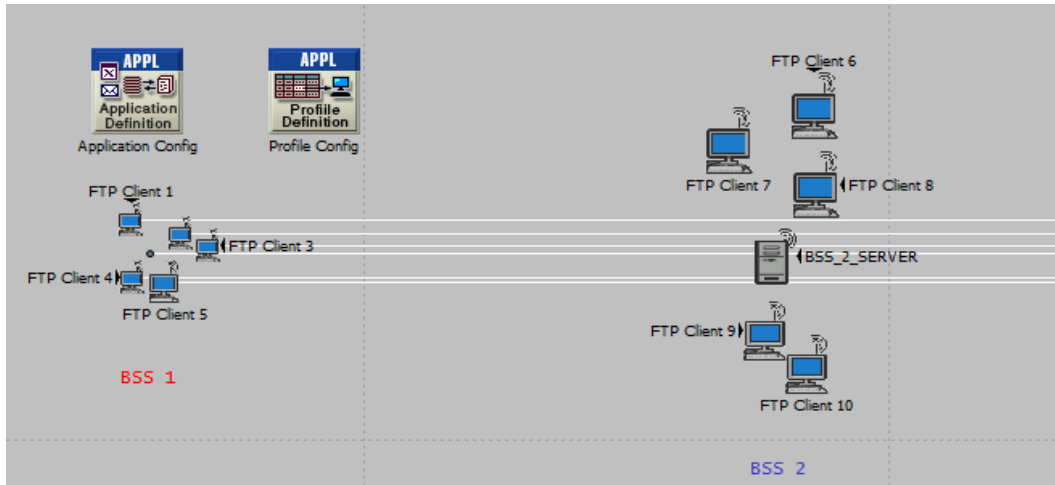 APPL
Application
Definition
Application Config
APPL
Profiile
Definition
Profile Config
FTP Client 6
FTP Client 7
FTP Client 8
FTP Client 1
FTP Client 3
BSS_2_SERVER
FTP Client 4
FTP Client 5
FTP Client 9
BSS 1
FTP Client 10
BSS 2